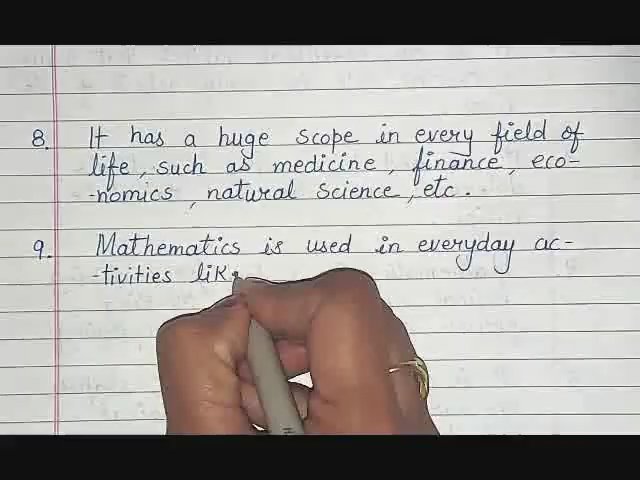 8. It has a huge scope in every field of
life, such as medicine, finance, eco-
-nomics, natural science, etc.
9. Mathematics is used in everyday ac-
-tivities lik